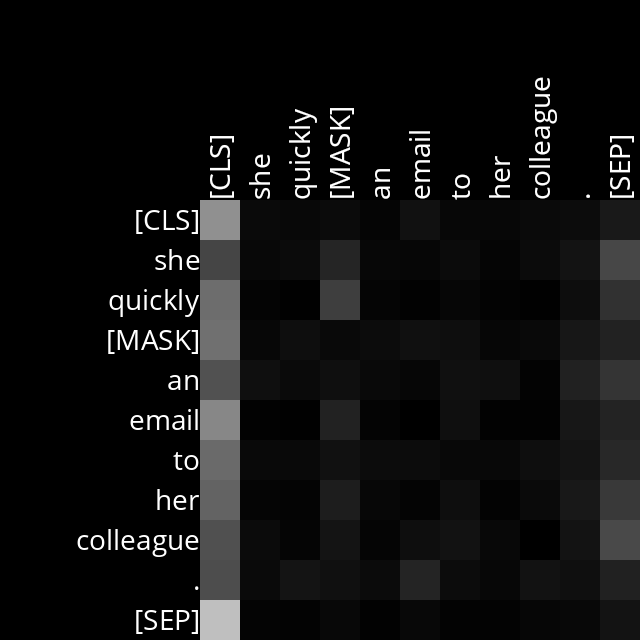 [CLS] she quickly [MASK] an email to her colleague . [SEP]
[CLS]
she
quickly
[MASK]
an
email
to
her
colleague
.
[SEP]